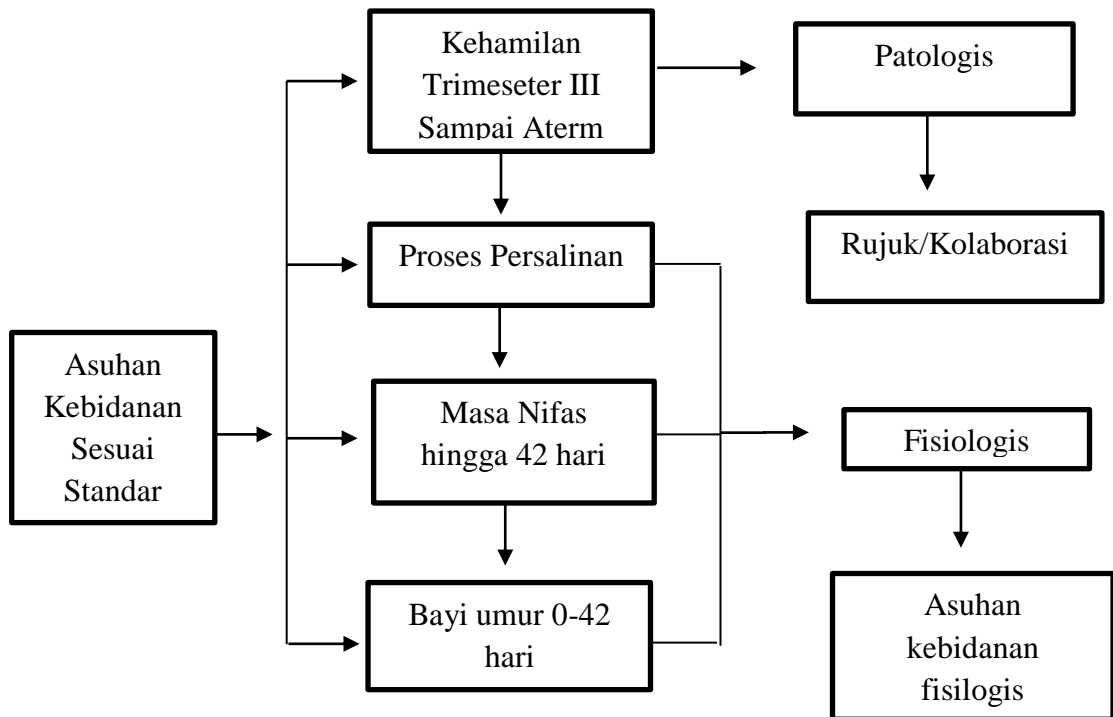 Kehamilan
Trimeseter III
Sampai Aterm
Patologis
Rujuk/Kolaborasi
Proses Persalinan
Asuhan
Kebidanan
Sesuai
Standar
Masa Nifas
hingga 42 hari
Fisiologis
Bayi umur 0-42
hari
Asuhan
kebidanan
fisilogis